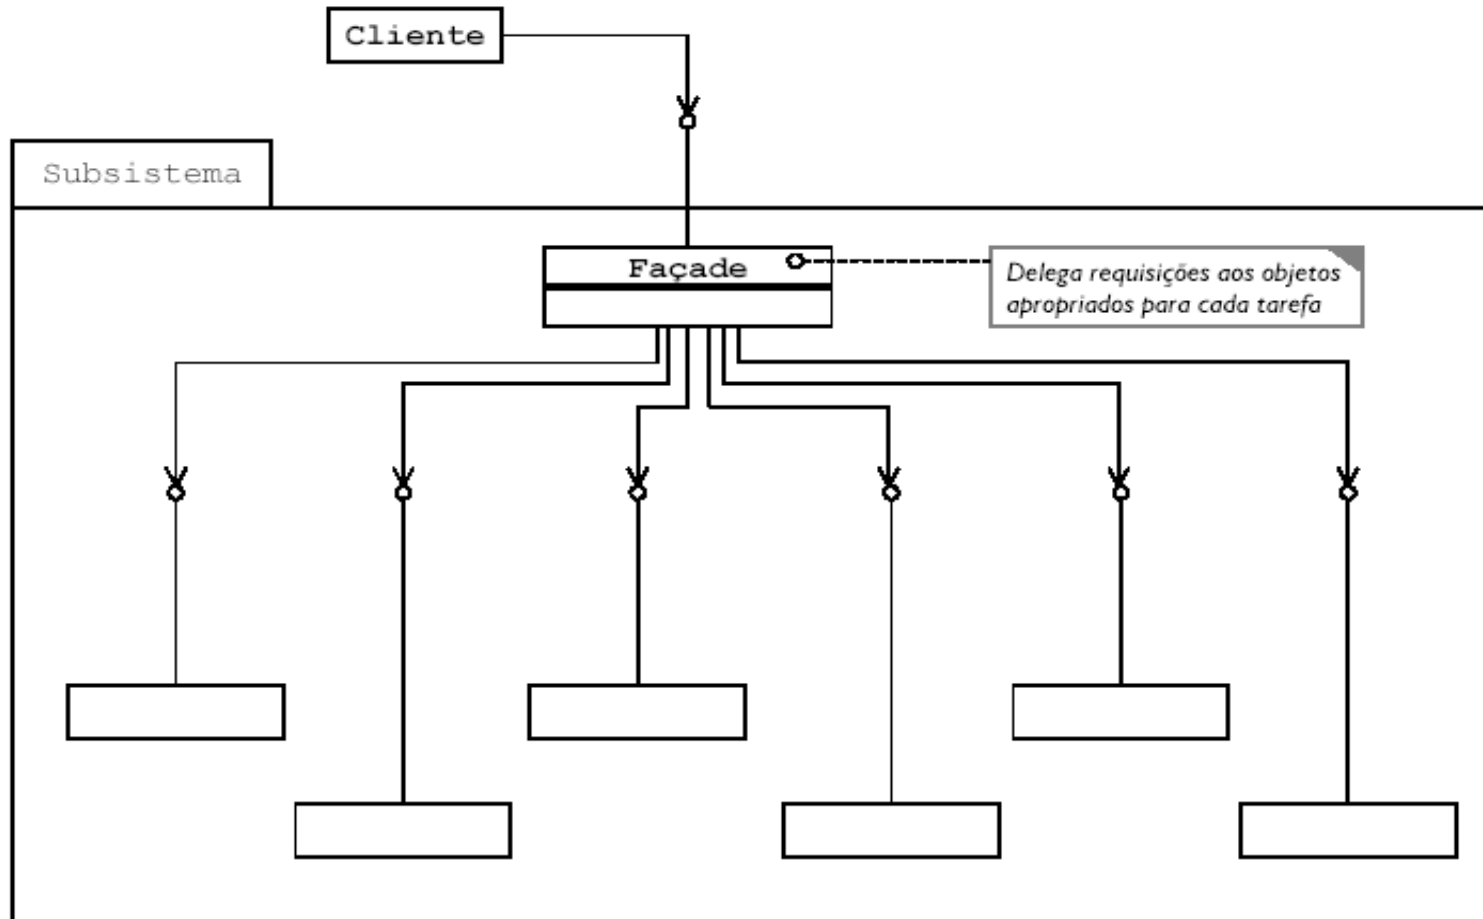 Cliente
Subsistema
Façade
Delega requisições aos objetos
apropriados para cada tarefa